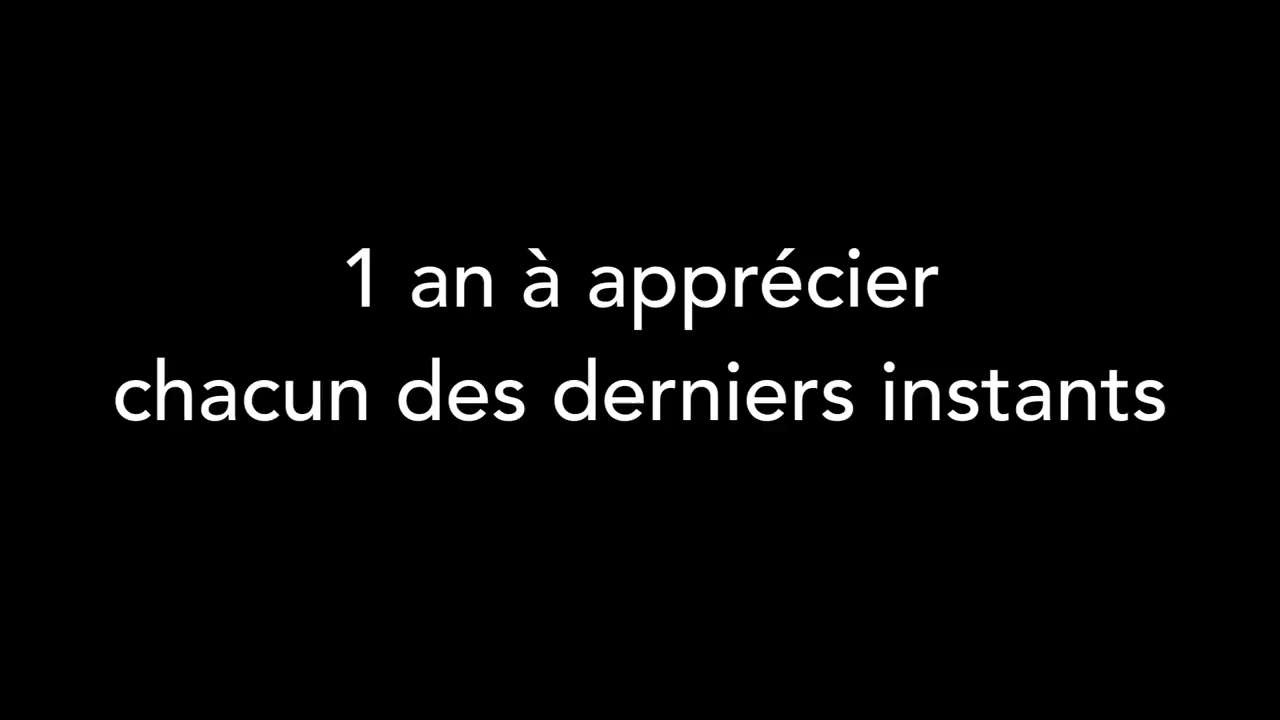 1 an à apprécier
chacun des derniers instants